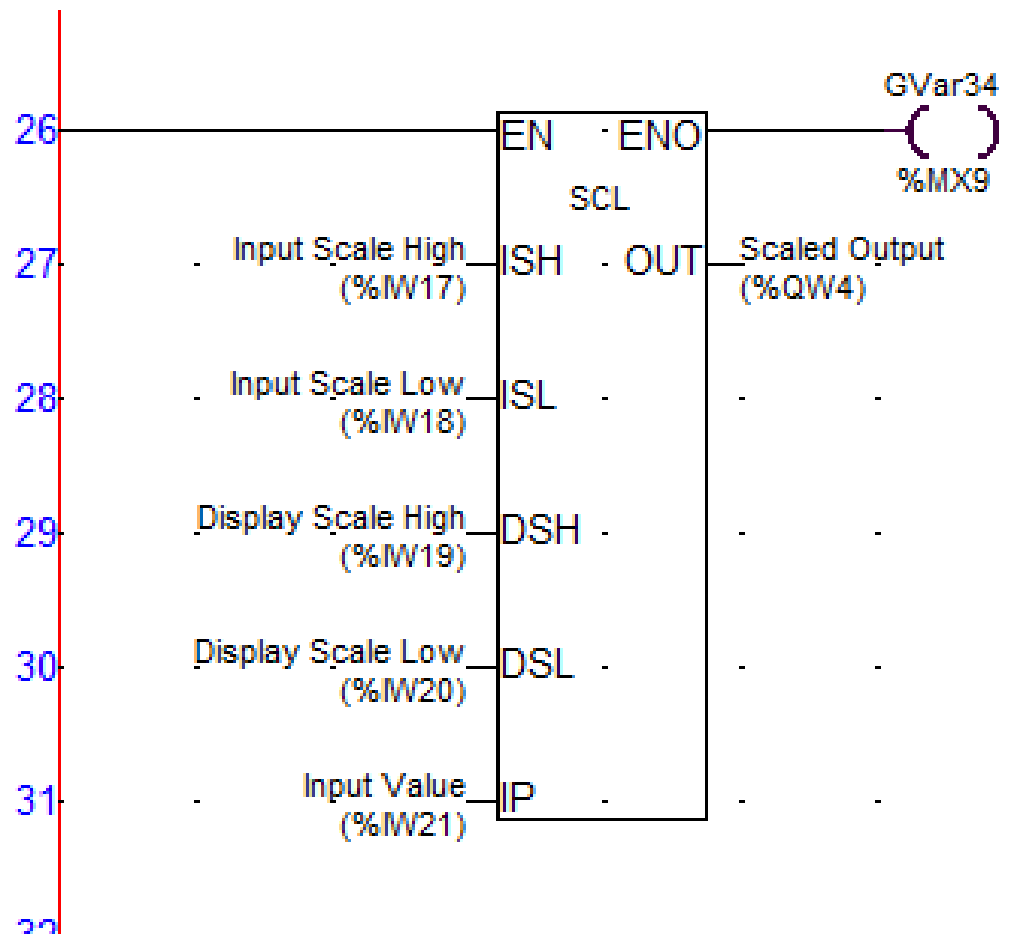 GVar34
26 EN ENO
%MX9
SCL
27 Input Scale High ISH OUT Scaled Output
(%IW17) (%QW4)
28 Input Scale Low ISL
(%IW18)
29 Display Scale High DSH
(%IW19)
30 Display Scale Low DSL
(%IW20)
31 Input Value IP
(%IW21)